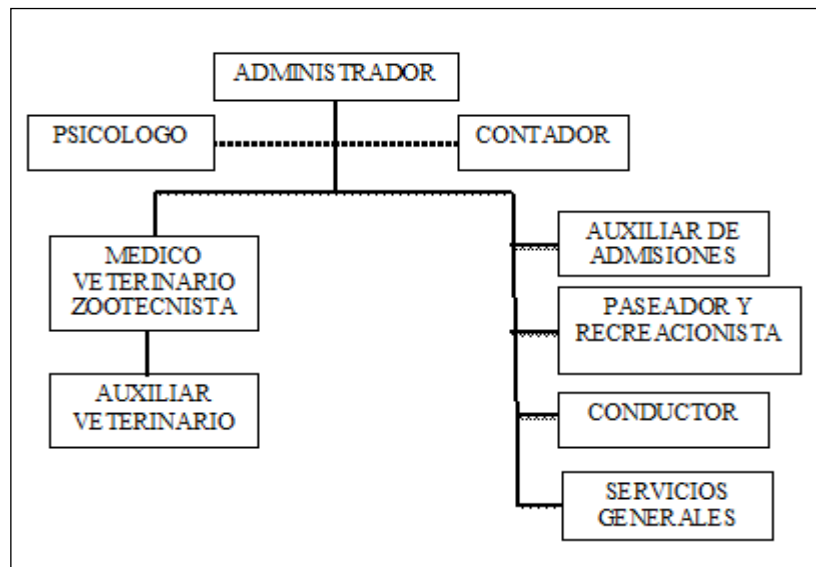 ADMINISTRADOR
PSICOLOGO
CONTADOR
MEDICO
VETERINARIO
ZOOTECNISTA
AUXILIAR
VETERINARIO
AUXILIAR DE
ADMISIONES
PASEADOR Y
RECREACIONISTA
CONDUCTOR
SERVICIOS
GENERALES